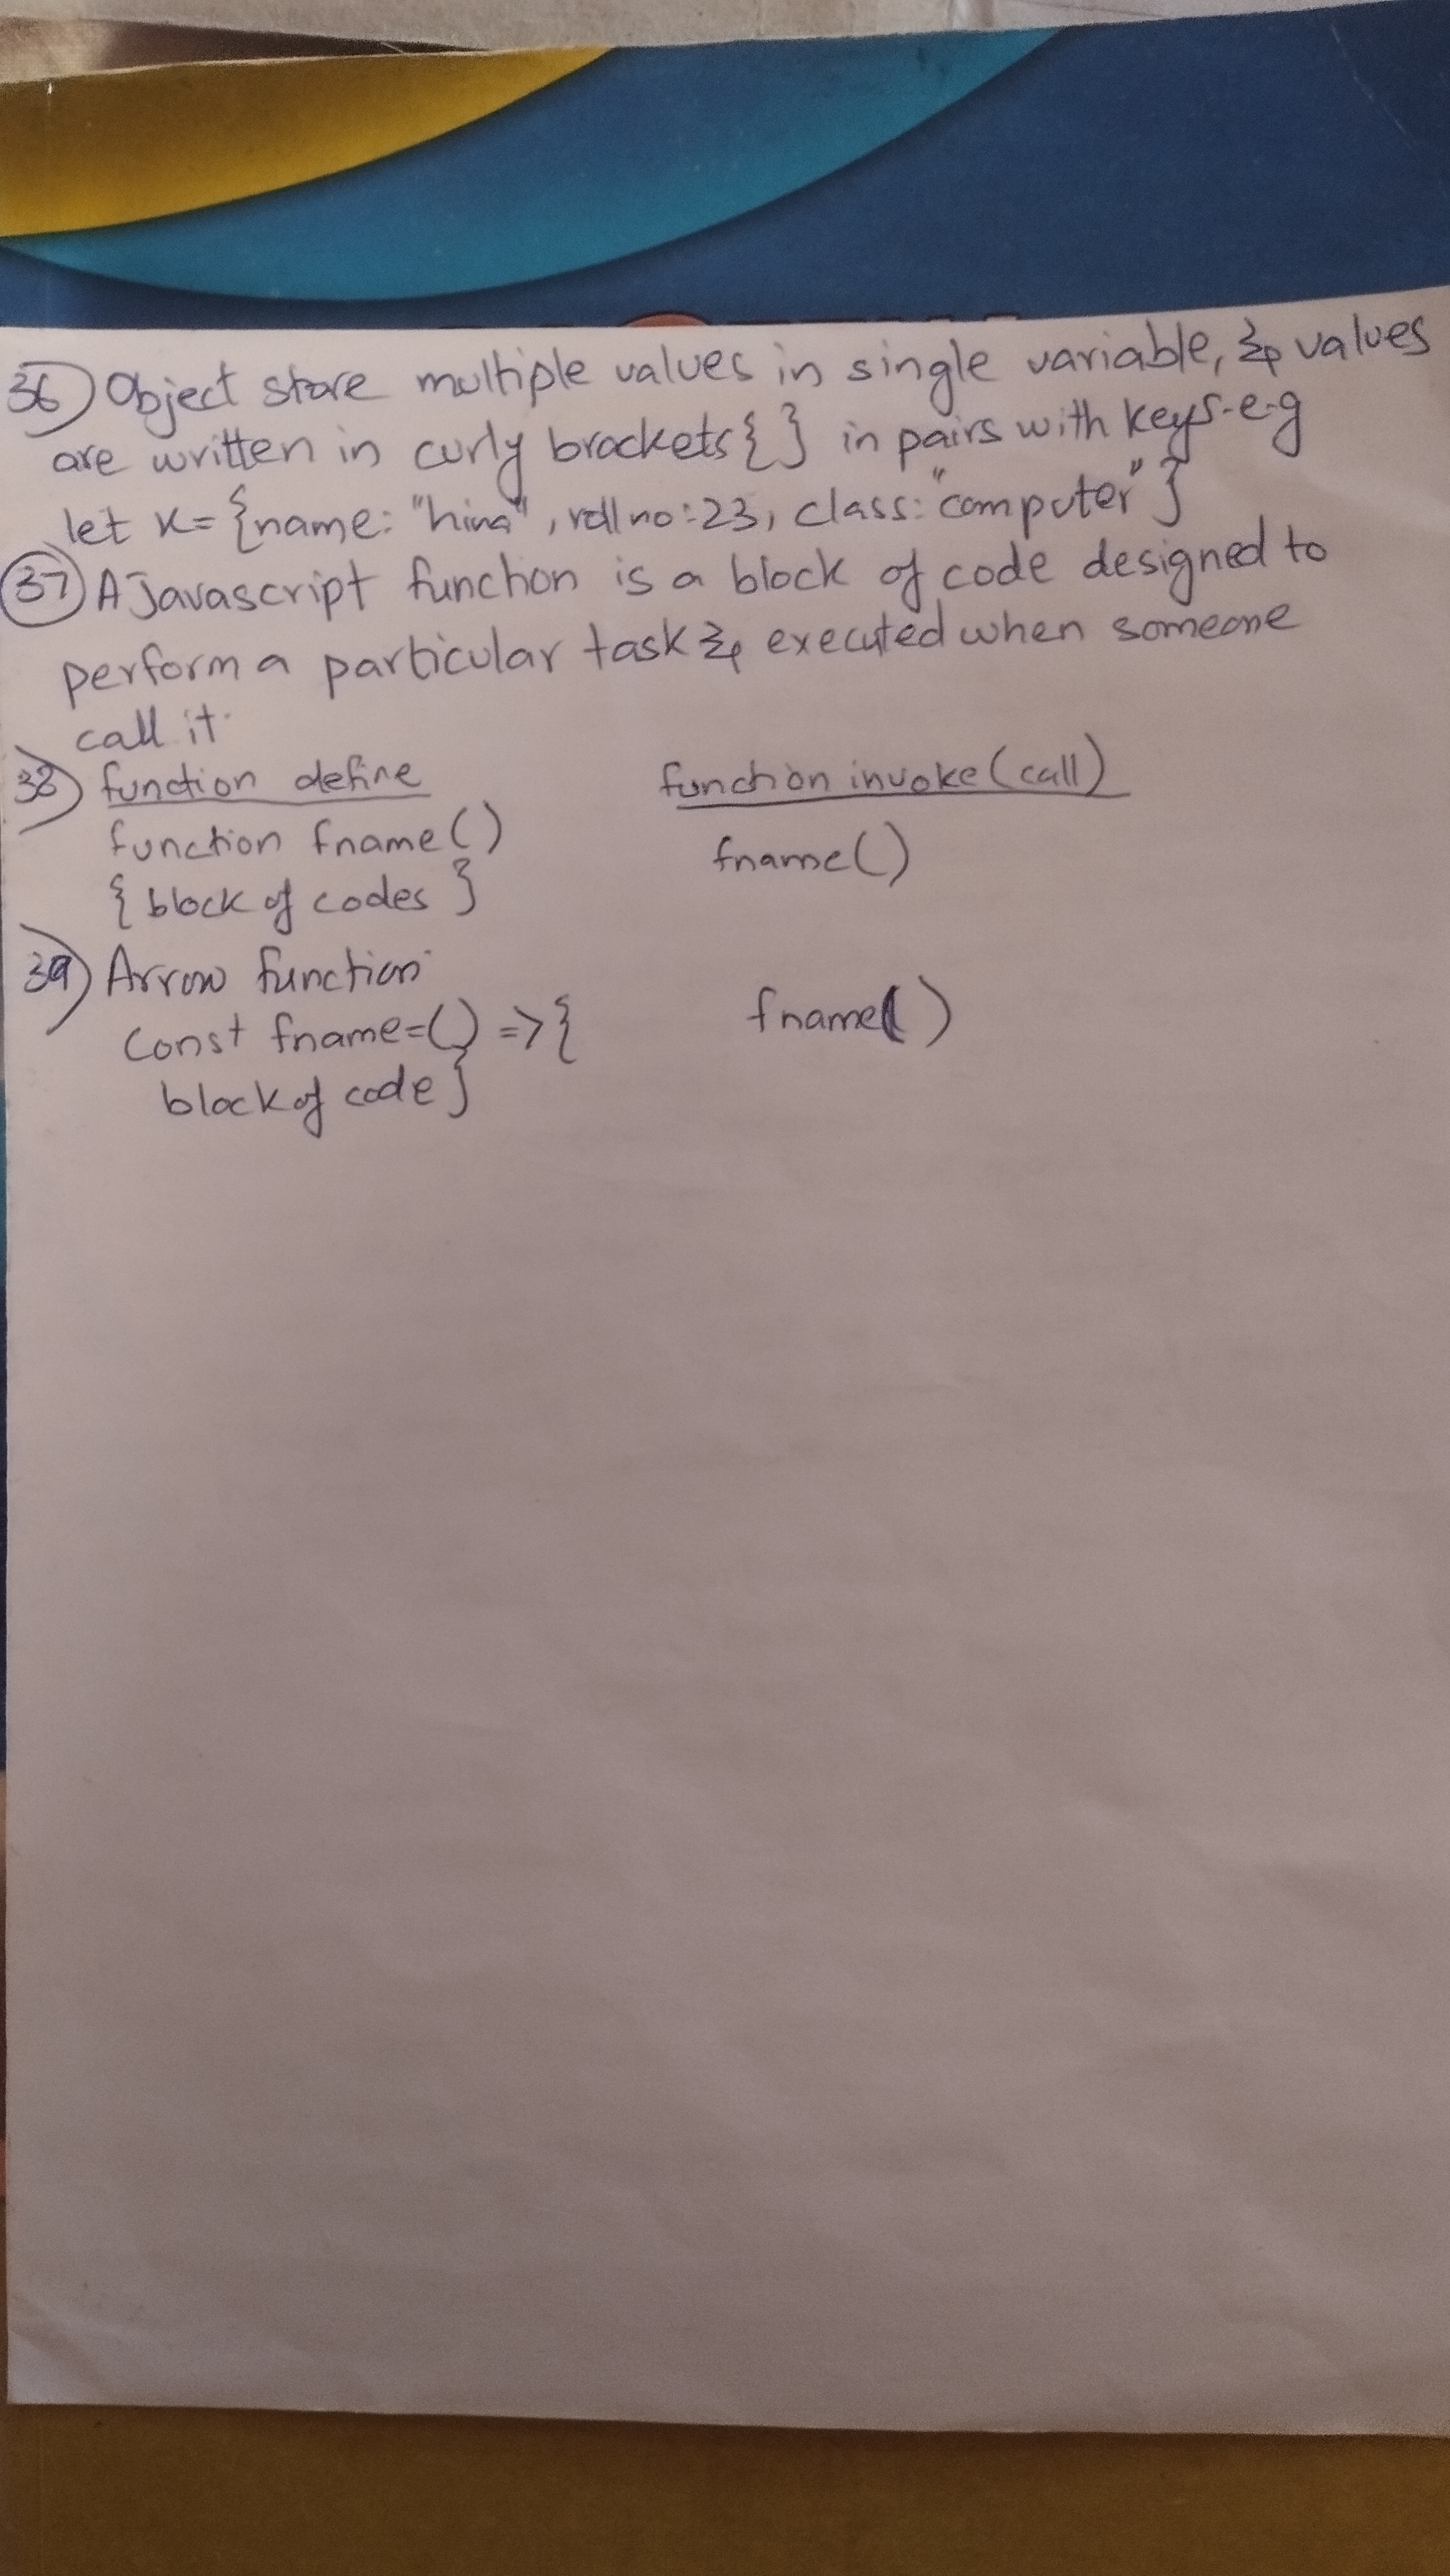 36) Object store multiple values in single variable, & values
are written in curly brackets { } in pairs with keys. e.g
let x = {name: "hina", rollno: 23, class: "computer" }
37) A Javascript function is a block of code designed to
perform a particular task & executed when someone
call it.
38) function define function invoke (call)
function fname () fname()
{ block of codes }
39) Arrow function
Const fname=() => { fname()
block of code }